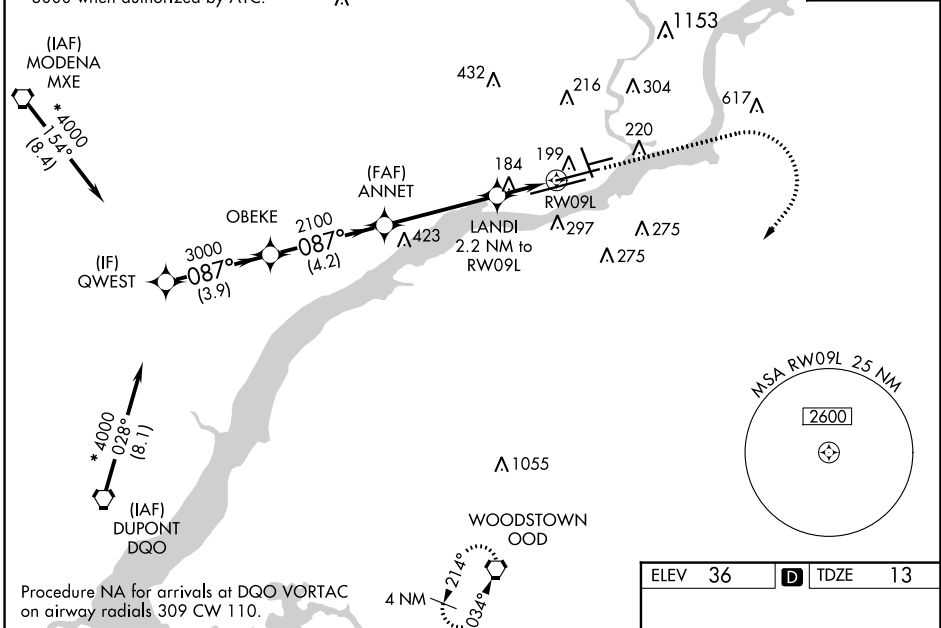 3000 when authorized by ATC.
(IAF)
MODENA
MXE
* 4000
154°
(8.4)
1153
432
216
304
617
220
199
184
(FAF)
ANNET
RW09L
OBEKE
2100
087°
(4.2)
423
LANDI
2.2 NM to
RW09L
297
275
275
(IF)
QWEST
3000
087°
(3.9)
MSA RW09L 25 NM
2600
* 4000
028°
(8.1)
(IAF)
DUPONT
DQO
1055
WOODSTOWN
OOD
214°
4 NM
034°
Procedure NA for arrivals at DQO VORTAC
on airway radials 309 CW 110.
ELEV 36 D TDZE 13